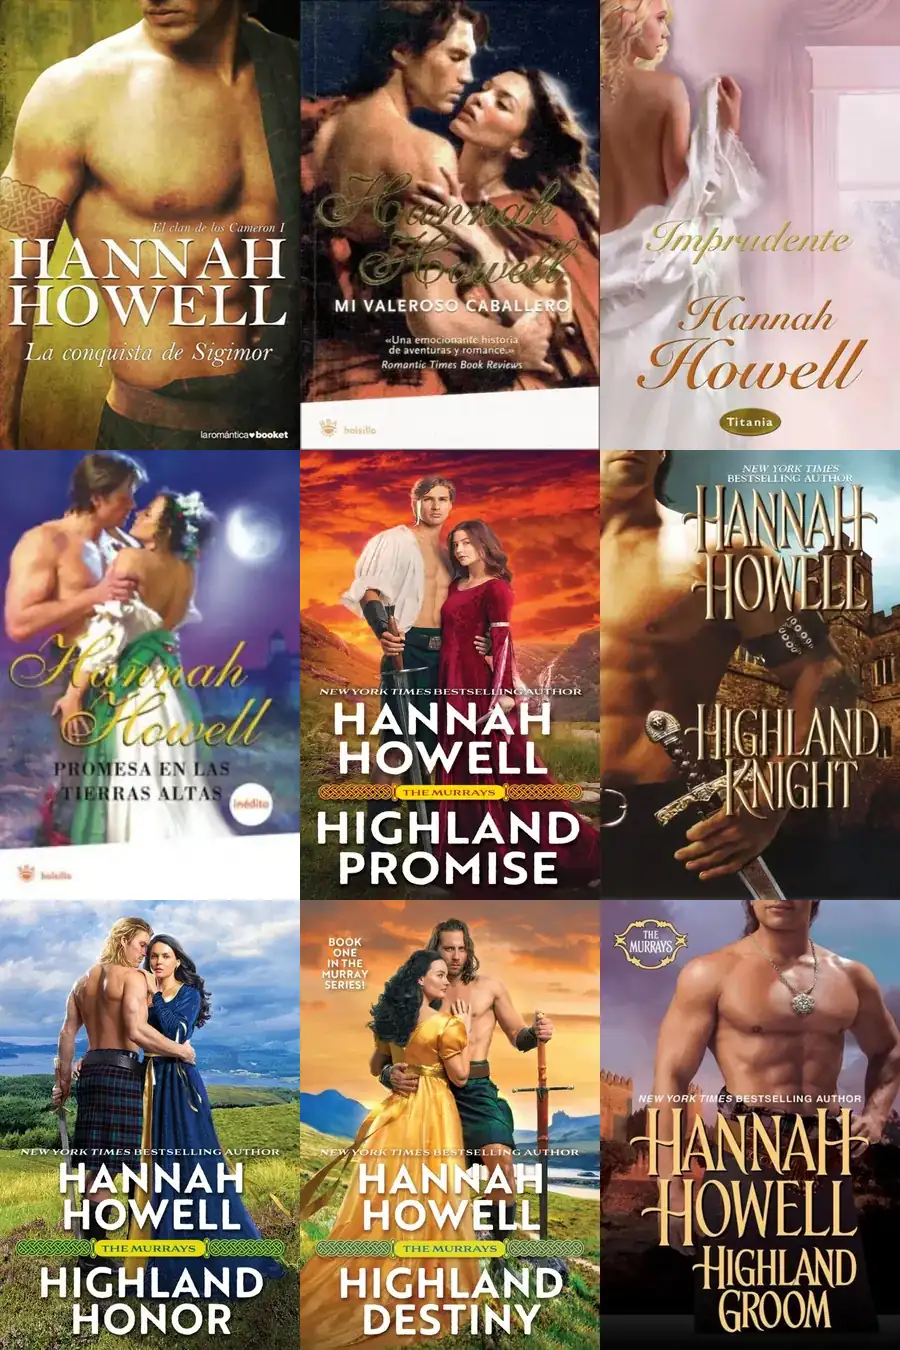 El clan de los Cameron I
HANNAH
HOWELL
La conquista de Sigimor
laromántica♥booket
Hannah
Howell
MI VALEROSO CABALLERO
«Una emocionante historia
de aventuras y romance.»
Romantic Times Book Reviews
bolsillo
Imprudente
Hannah
Howell
Titania
Hannah
Howell
PROMESA EN LAS
TIERRAS ALTAS
inédito
bolsillo
NEW YORK TIMES BESTSELLING AUTHOR
HANNAH
HOWELL
THE MURRAYS
HIGHLAND
PROMISE
NEW YORK TIMES
BESTSELLING AUTHOR
HANNAH
HOWELL
HIGHLAND
KNIGHT
NEW YORK TIMES BESTSELLING AUTHOR
HANNAH
HOWELL
THE MURRAYS
HIGHLAND
HONOR
BOOK
ONE
IN THE
MURRAY
SERIES!
NEW YORK TIMES BESTSELLING AUTHOR
HANNAH
HOWELL
THE MURRAYS
HIGHLAND
DESTINY
THE
MURRAYS
NEW YORK TIMES BESTSELLING AUTHOR
HANNAH
HOWELL
HIGHLAND
GROOM